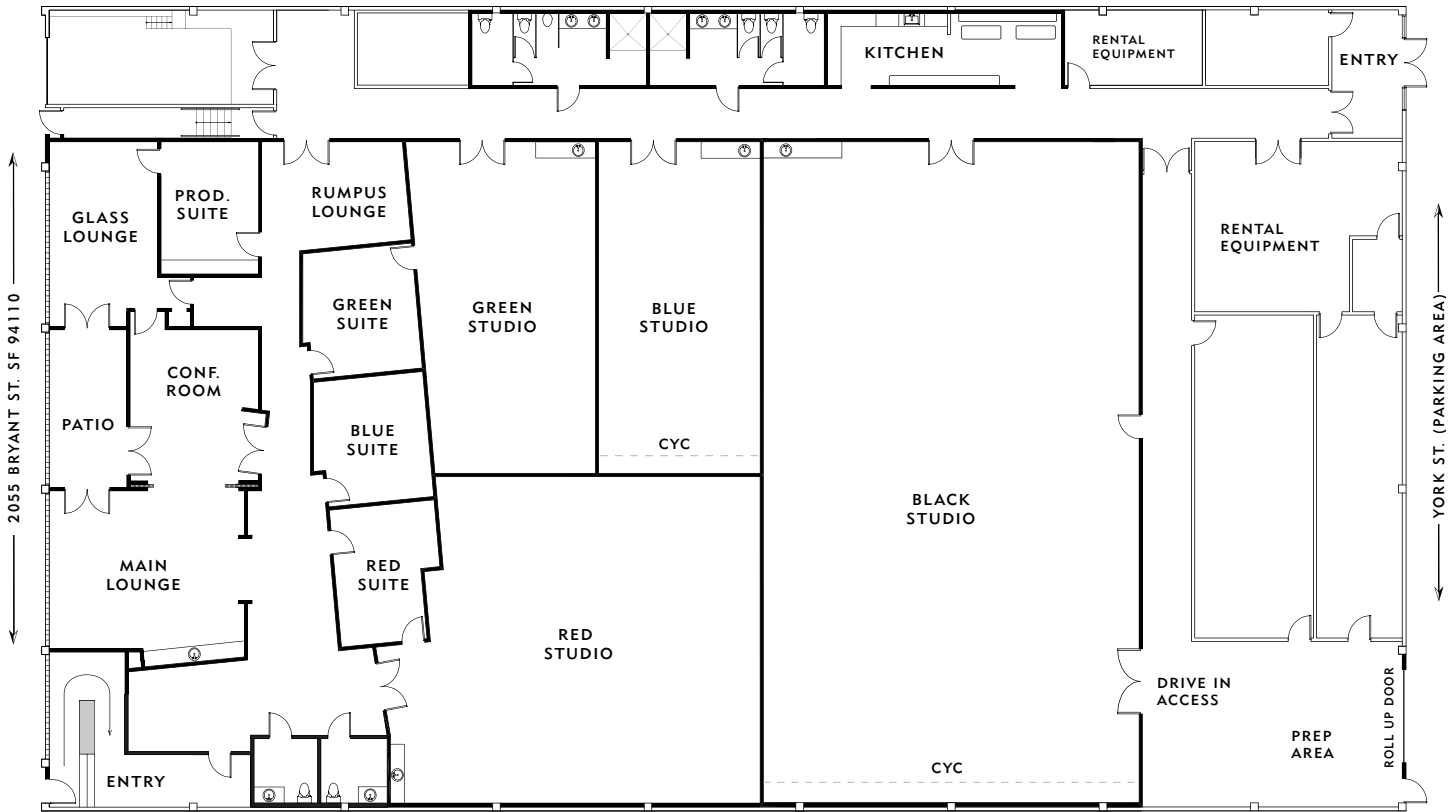 KITCHEN
RENTAL
EQUIPMENT
ENTRY
GLASS
LOUNGE
PROD.
SUITE
RUMPUS
LOUNGE
GREEN
SUITE
GREEN
STUDIO
BLUE
STUDIO
CYC
RENTAL
EQUIPMENT
2055 BRYANT ST. SF 94110
YORK ST. (PARKING AREA)
CONF.
ROOM
PATIO
BLUE
SUITE
BLACK
STUDIO
MAIN
LOUNGE
RED
SUITE
RED
STUDIO
DRIVE IN
ACCESS
ROLL UP DOOR
PREP
AREA
CYC
ENTRY